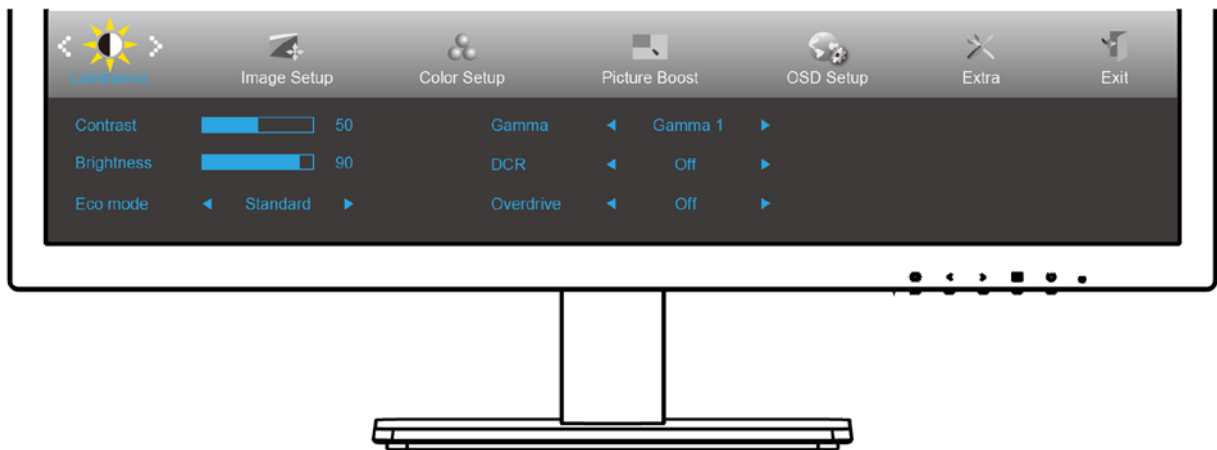 Luminance
Image Setup
Color Setup
Picture Boost
OSD Setup
Extra
Exit
Contrast 50 Gamma Gamma 1
Brightness 90 DCR Off
Eco mode Standard Overdrive Off